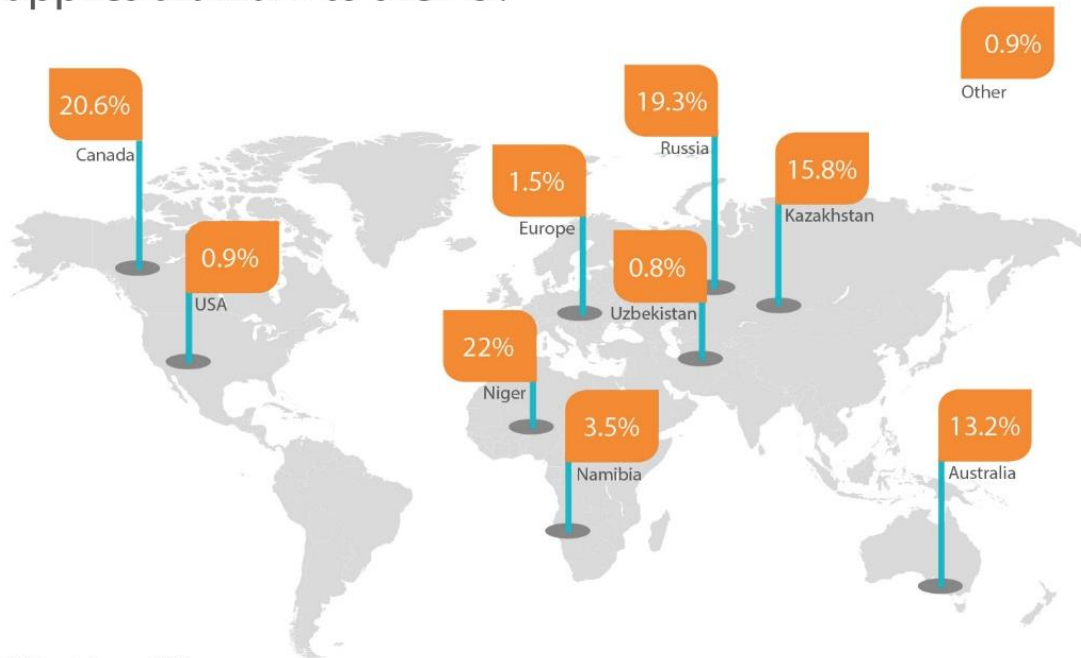 0.9%
Other
20.6%
Canada
19.3%
Russia
15.8%
Kazakhstan
1.5%
Europe
0.9%
USA
0.8%
Uzbekistan
22%
Niger
3.5%
Namibia
13.2%
Australia